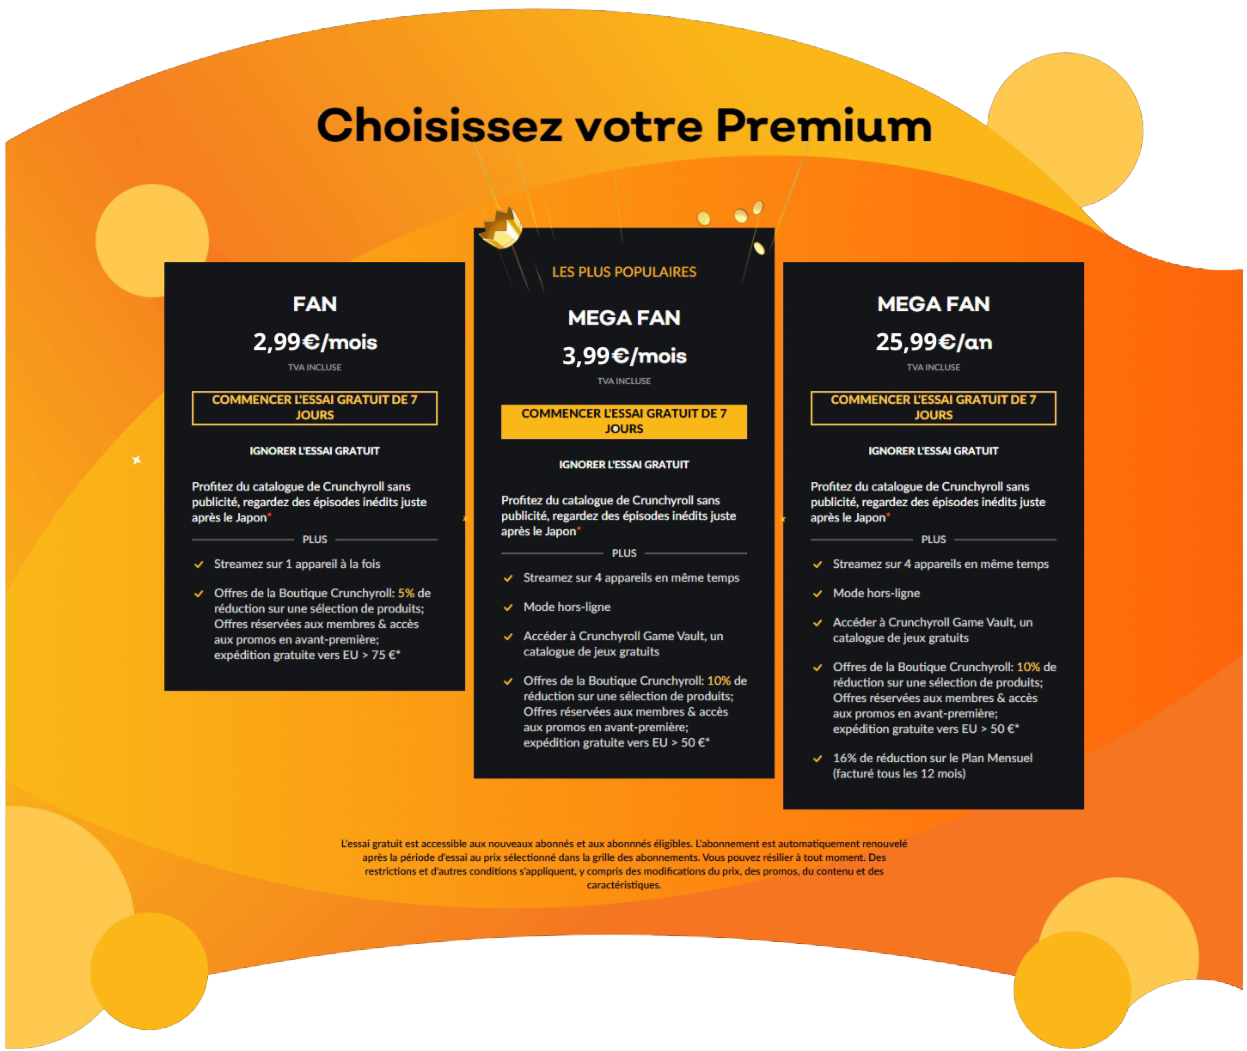 Choisissez votre Premium
FAN
2,99€/mois
TVA INCLUSE
COMMENCER L'ESSAI GRATUIT DE 7
JOURS
IGNORER L'ESSAI GRATUIT
Profitez du catalogue de Crunchyroll sans
publicité, regardez des épisodes inédits juste
après le Japon*
PLUS
Streamez sur 1 appareil à la fois
Offres de la Boutique Crunchyroll: 5% de
réduction sur une sélection de produits;
Offres réservées aux membres & accès
aux promos en avant-première;
expédition gratuite vers EU > 75 €*
LES PLUS POPULAIRES
MEGA FAN
3,99€/mois
TVA INCLUSE
COMMENCER L'ESSAI GRATUIT DE 7
JOURS
IGNORER L'ESSAI GRATUIT
Profitez du catalogue de Crunchyroll sans
publicité, regardez des épisodes inédits juste
après le Japon*
PLUS
Streamez sur 4 appareils en même temps
Mode hors-ligne
Accéder à Crunchyroll Game Vault, un
catalogue de jeux gratuits
Offres de la Boutique Crunchyroll: 10% de
réduction sur une sélection de produits;
Offres réservées aux membres & accès
aux promos en avant-première;
expédition gratuite vers EU > 50 €*
MEGA FAN
25,99€/an
TVA INCLUSE
COMMENCER L'ESSAI GRATUIT DE 7
JOURS
IGNORER L'ESSAI GRATUIT
Profitez du catalogue de Crunchyroll sans
publicité, regardez des épisodes inédits juste
après le Japon*
PLUS
Streamez sur 4 appareils en même temps
Mode hors-ligne
Accéder à Crunchyroll Game Vault, un
catalogue de jeux gratuits
Offres de la Boutique Crunchyroll: 10% de
réduction sur une sélection de produits;
Offres réservées aux membres & accès
aux promos en avant-première;
expédition gratuite vers EU > 50 €*
16% de réduction sur le Plan Mensuel
(facturé tous les 12 mois)
L'essai gratuit est accessible aux nouveaux abonnés et aux abonnnés éligibles. L'abonnement est automatiquement renouvelé
après la période d'essai au prix sélectionné dans la grille des abonnements. Vous pouvez résilier à tout moment. Des
restrictions et d'autres conditions s'appliquent, y compris des modifications du prix, des promos, du contenu et des
caractéristiques.